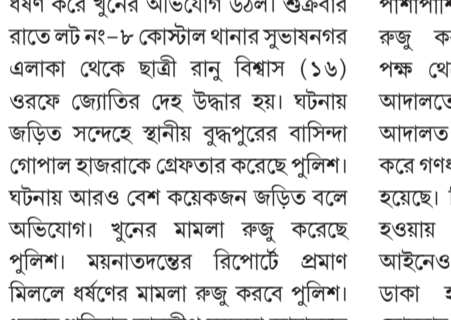 ধর্ষণ করে খুনের অভিযোগ উঠল। শুক্রবার
রাতে লট নং-৮ কোস্টাল থানার সুভাষনগর
এলাকা থেকে ছাত্রী রানু বিশ্বাস (১৬)
ওরফে জ্যোতির দেহ উদ্ধার হয়। ঘটনায়
জড়িত সন্দেহে স্থানীয় বুদ্ধপুরের বাসিন্দা
গোপাল হাজরাকে গ্রেফতার করেছে পুলিশ।
ঘটনায় আরও বেশ কয়েকজন জড়িত বলে
অভিযোগ। খুনের মামলা রুজু করেছে
পুলিশ। ময়নাতদন্তের রিপোর্টে প্রমাণ
মিললে ধর্ষণের মামলা রুজু করবে পুলিশ।
রুজু
পক্ষ
আদালতে
আদালত
করে
হয়েছে।
হওয়ায়
আইনেও
ডাকা